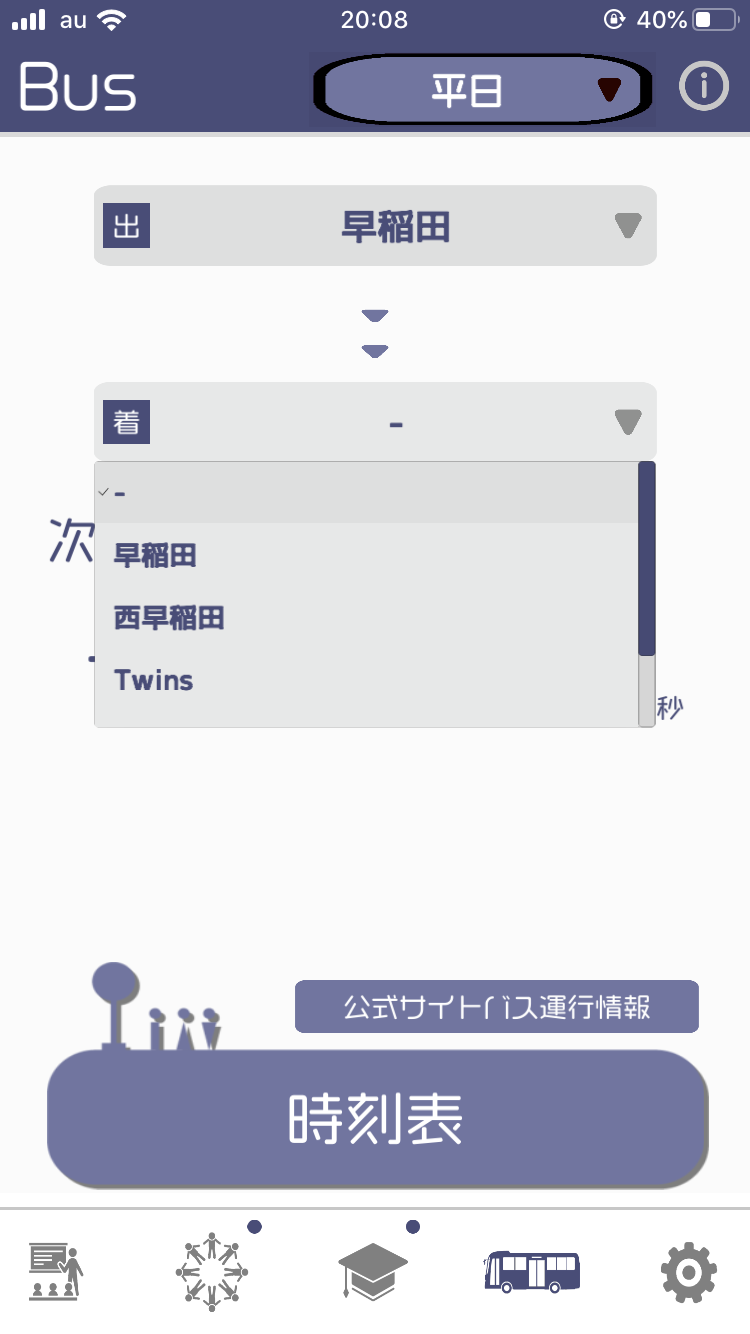 au 20:08 40%
Bus 平日
出 早稲田
着 -
-
早稲田
次
西早稲田
Twins
秒
公式サイトバス運行情報
時刻表